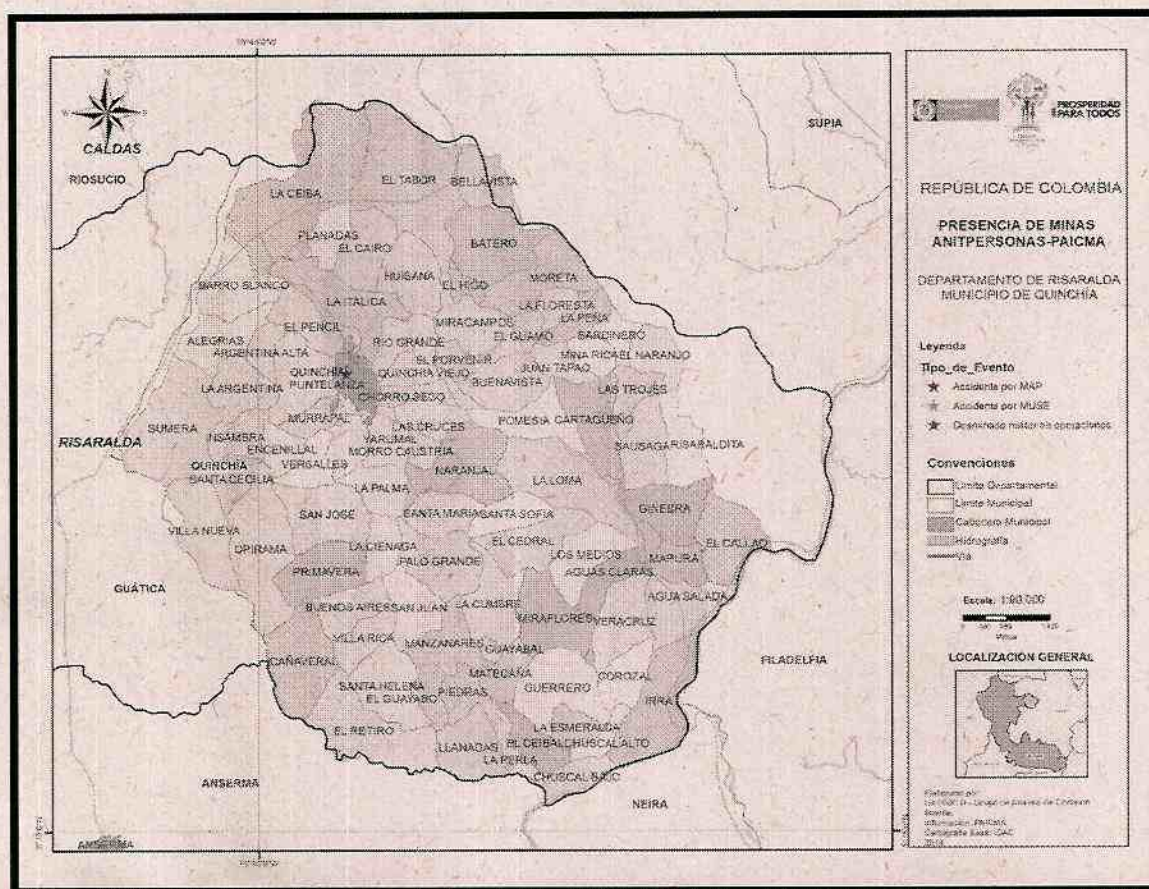 CALDAS
RIOSUCIO
SUPIA
EL TABOR
BELLAVISTA
LA CEIBA
PLANADAS
EL CAIRO
BATERO
HUISANA
EL HIGO
MORETA
BARRO BLANCO
LA ITALICA
LA FLORESTA
LA PEÑA
EL PENCIL
MIRACAMPOS
EL GUAMO
SARDINERO
ALEGRIAS
RIO GRANDE
ARGENTINA ALTA
EL PORVENIR
MINA RICA
EL NARANJO
QUINCHIA
QUINCHIA VIEJO
JUAN TAPAO
PUNTELANZA
BUENAVISTA
LA ARGENTINA
CHORRO SECO
LAS TROJES
MURRAPAL
SUMERA
LAS CRUCES
CARTAGUEÑO
RISARALDA
INSAMBRA
YARUMAL
SAUSAGA
RISARALDITA
ENCENILLAL
MORRO CAUSTRIA
QUINCHÍA
VERSALLES
NARANJAL
SANTA CECILIA
LA PALMA
LA LOMA
GINEBRA
VILLA NUEVA
SAN JOSE
SANTA MARIA
SANTA SOFIA
OPIRAMA
LA CIENAGA
EL CEDRAL
EL CALLAO
PALO GRANDE
LOS MEDIOS
MAPURA
PRIMAVERA
AGUAS CLARAS
GUÁTICA
BUENOS AIRES
SAN JUAN
LA CUMBRE
AGUA SALADA
MIRAFLORES
VERACRUZ
VILLA RICA
MANZANARES
GUAYABAL
CAÑAVERAL
FILADELFIA
MATECAÑA
COROZAL
SANTA HELENA
GUERRERO
EL GUAYABO
PIEDRAS
IRRA
EL RETIRO
LA ESMERALDA
LLANADAS
EL CEIBAL
CHUSCAL ALTO
LA PERLA
CHUSCAL BAJO
ANSERMA
NEIRA
ANSERMA
PROSPERIDAD
PARA TODOS
REPÚBLICA DE COLOMBIA
PRESENCIA DE MINAS
ANITPERSONAS-PAICMA
DEPARTAMENTO DE RISARALDA
MUNICIPIO DE QUINCHÍA
Leyenda
Tipo_de_Evento
Accidente por MAP
Accidente por MUSE
Desminado militar en operaciones
Convenciones
Limite Departamental
Limite Municipal
Cabecera Municipal
Hidrografía
Vía
Escala: 1:90.000
LOCALIZACIÓN GENERAL